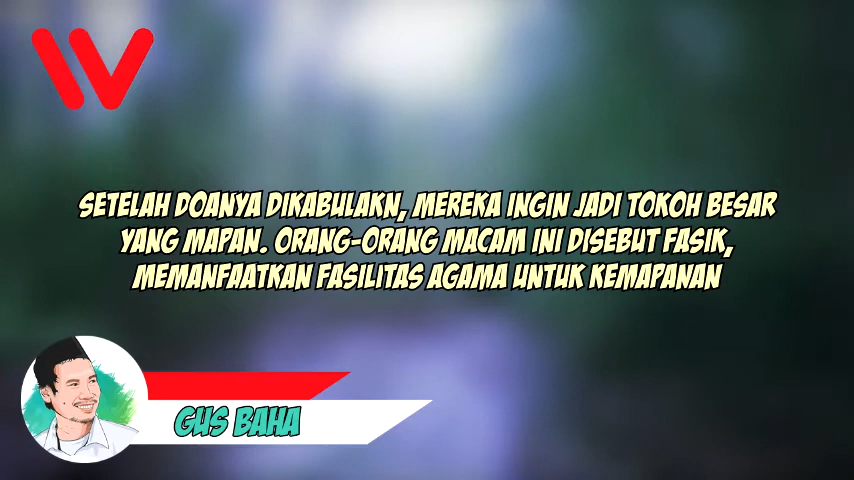 SETELAH DOANYA DIKABULAKN, MEREKA INGIN JADI TOKOH BESAR
YANG MAPAN. ORANG-ORANG MACAM INI DISEBUT FASIK,
MEMANFAATKAN FASILITAS AGAMA UNTUK KEMAPANAN
GUS BAHA